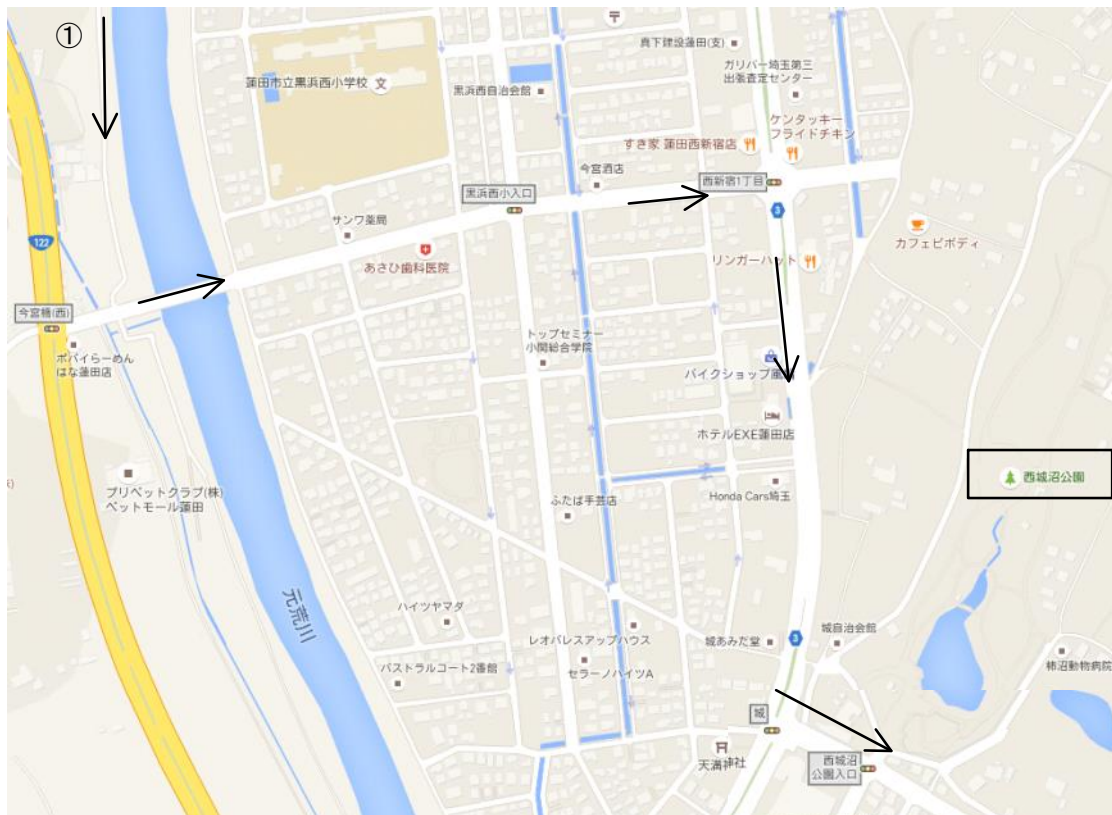 ①
真下建設蓮田(支)
ガリバー埼玉第三
出張査定センター
蓮田市立黒浜西小学校
黒浜西自治会館
ケンタッキー
フライドチキン
すき家 蓮田西新宿店
今宮酒店
西新宿1丁目
黒浜西小入口
3
サンワ薬局
122
カフェビボディ
あさひ歯科医院
リンガーハット
今宮橋(西)
トップセミナー
小関総合学院
ポパイらーめん
はな蓮田店
バイクショップ風
ホテルEXE蓮田店
西城沼公園
プリペットクラブ(株)
ペットモール蓮田
Honda Cars埼玉
ふたば手芸店
元荒川
ハイツヤマダ
レオパレスアップハウス
城あみだ堂
3
城自治会館
セラーノハイツA
パストラルコート2番館
柿沼動物病院
城
天満神社
西城沼
公園入口